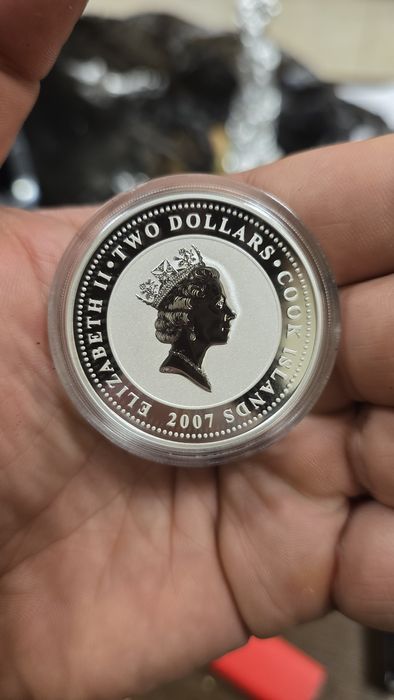 ELIZABETH II • TWO DOLLARS • COOK ISLANDS
2007